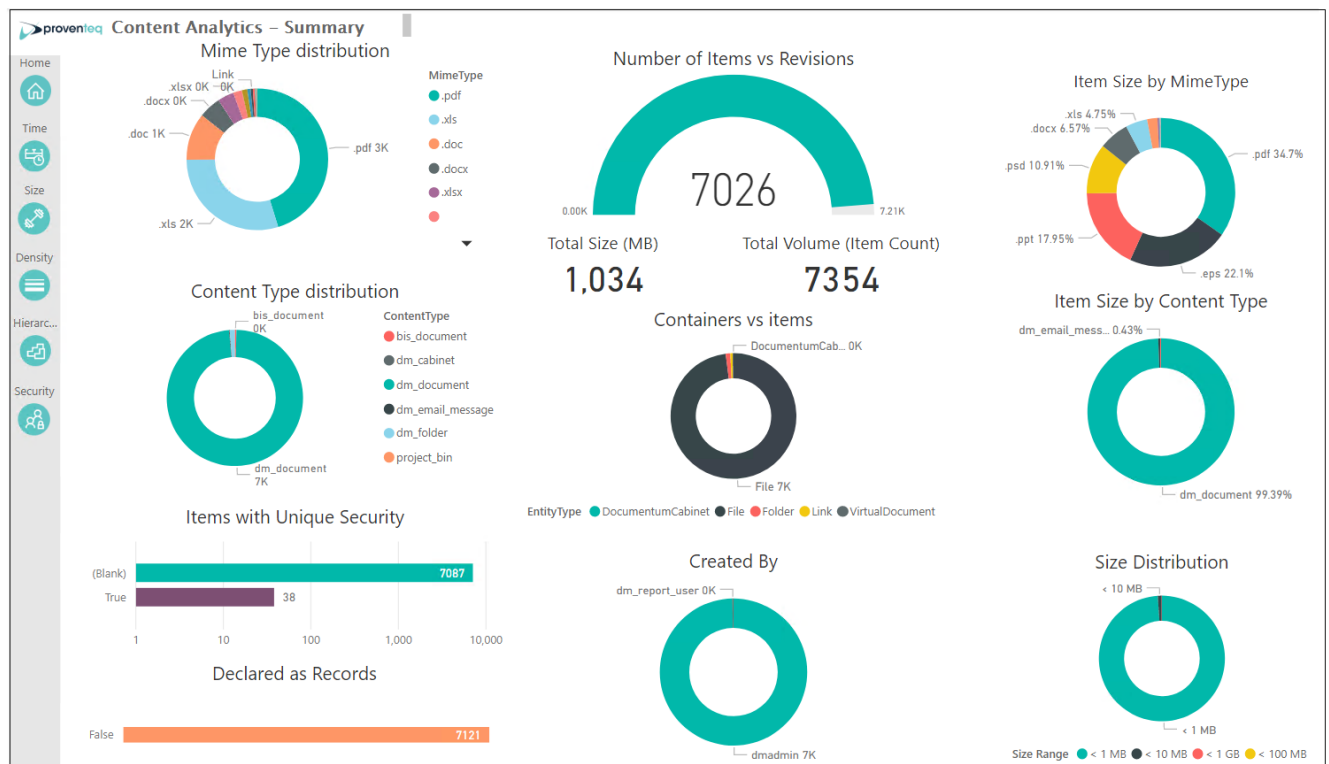 proventeq Content Analytics – Summary
Home
Time
Size
Density
Hierarc...
Security
Mime Type distribution
Link
0K
.xlsx 0K
.docx 0K
.doc 1K
.xls 2K
.pdf 3K
MimeType
.pdf
.xls
.doc
.docx
.xlsx
Number of Items vs Revisions
7026
0.00K
7.21K
Total Size (MB)
1,034
Total Volume (Item Count)
7354
Item Size by MimeType
.xls 4.75%
.docx 6.57%
.psd 10.91%
.ppt 17.95%
.eps 22.1%
.pdf 34.7%
Content Type distribution
bis_document
0K
dm_document
7K
ContentType
bis_document
dm_cabinet
dm_document
dm_email_message
dm_folder
project_bin
Containers vs items
DocumentumCab... 0K
File 7K
EntityType DocumentumCabinet File Folder Link VirtualDocument
Item Size by Content Type
dm_email_mess... 0.43%
dm_document 99.39%
Items with Unique Security
(Blank) 7087
True 38
1 10 100 1,000 10,000
Declared as Records
False 7121
Created By
dm_report_user 0K
dmadmin 7K
Size Distribution
< 10 MB
< 1 MB
Size Range < 1 MB < 10 MB < 1 GB < 100 MB